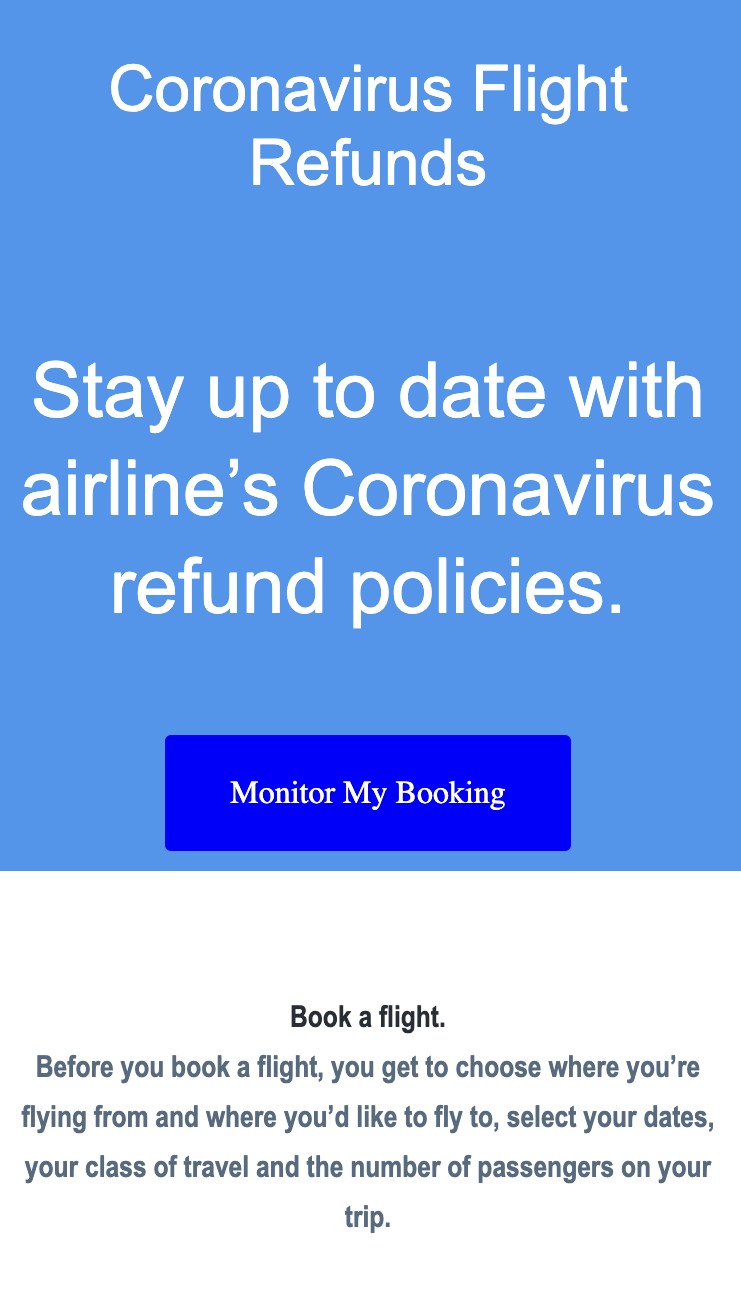 Coronavirus Flight
Refunds
Stay up to date with
airline’s Coronavirus
refund policies.
Monitor My Booking
Book a flight.
Before you book a flight, you get to choose where you’re
flying from and where you’d like to fly to, select your dates,
your class of travel and the number of passengers on your
trip.